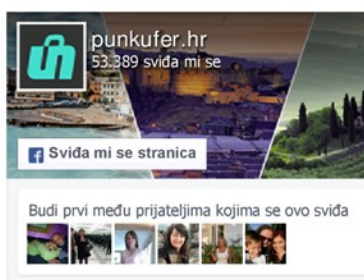 punkufer.hr
53.389 sviđa mi se
Sviđa mi se stranica
Budi prvi među prijateljima kojima se ovo sviđa